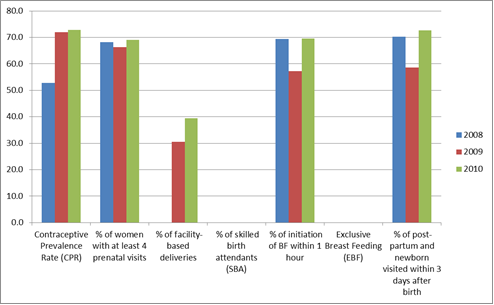 80.0
70.0
60.0
50.0
40.0
30.0
20.0
10.0
0.0
Contraceptive
Prevalence
Rate (CPR)
% of women
with at least 4
prenatal visits
% of facility-
based
deliveries
% of skilled
birth
attendants
(SBA)
% of initiation
of BF within 1
hour
Exclusive
Breast Feeding
(EBF)
% of post-
partum and
newborn
visited within 3
days after
birth
2008
2009
2010